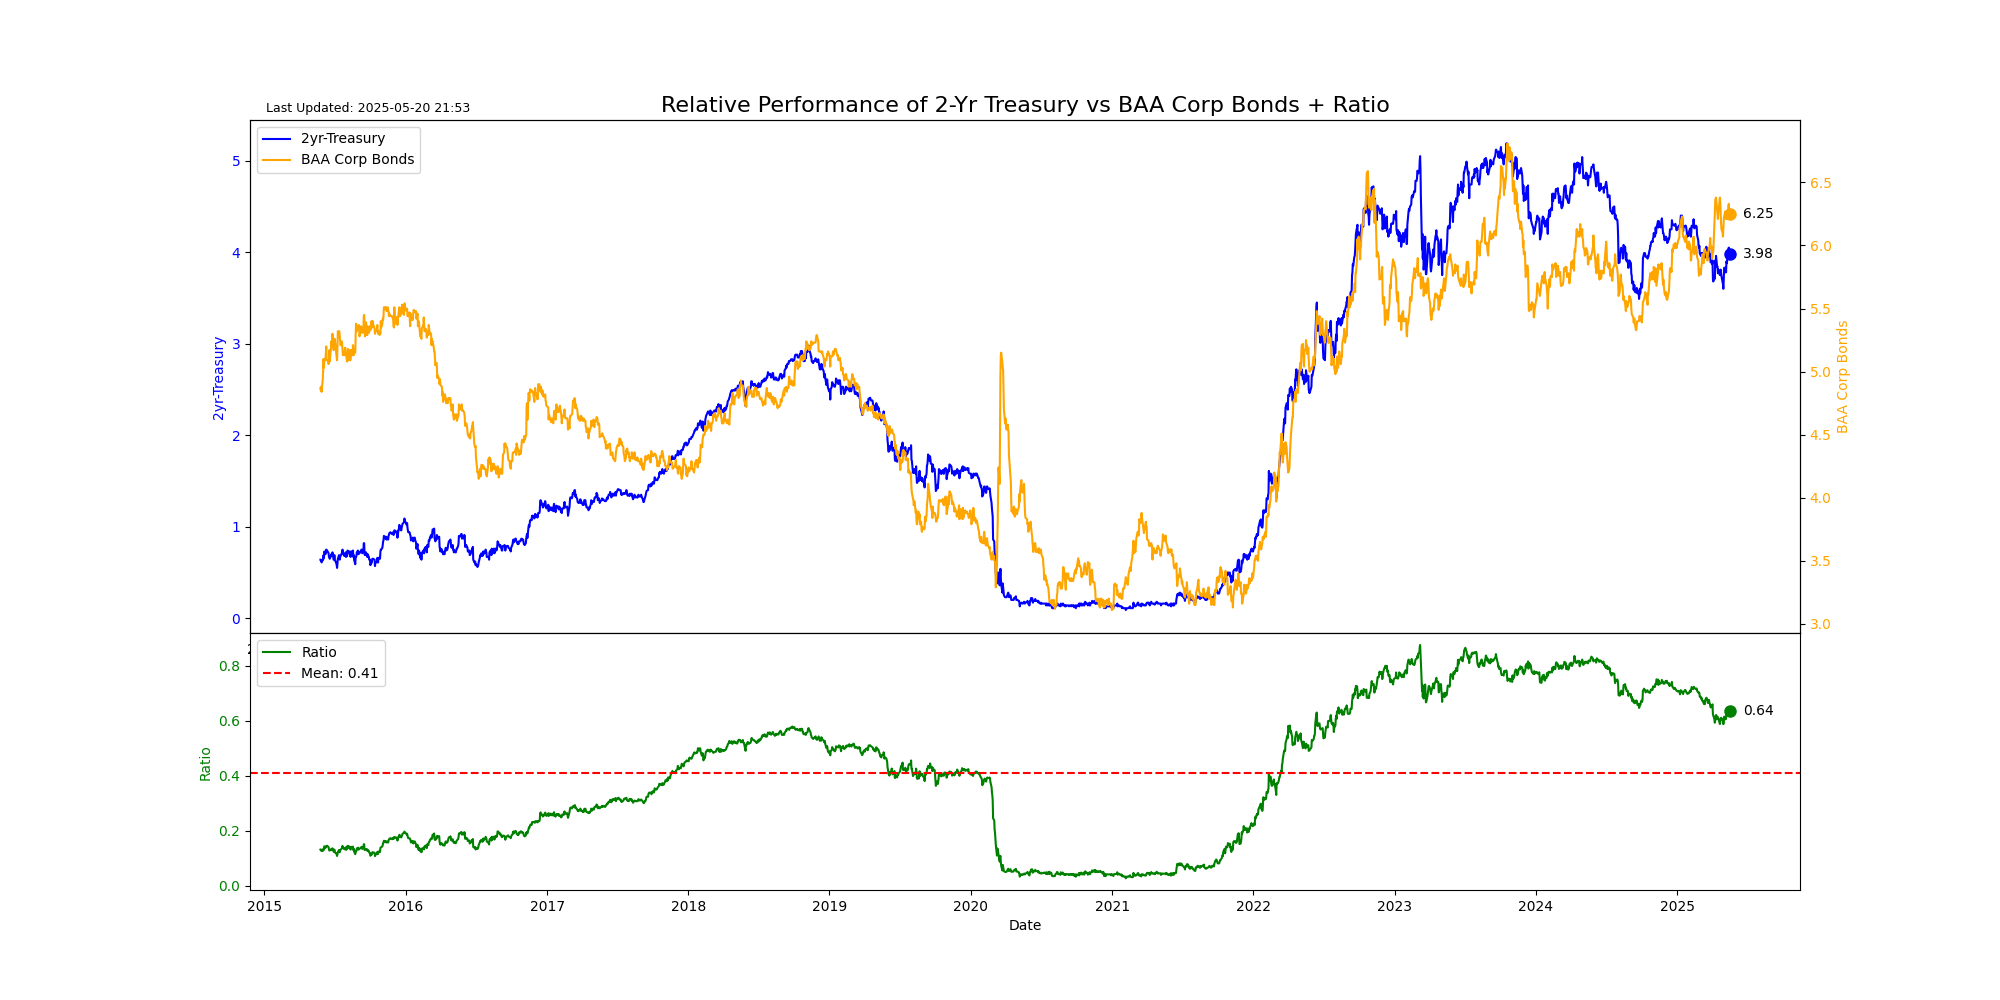 Last Updated: 2025-05-20 21:53
Relative Performance of 2-Yr Treasury vs BAA Corp Bonds + Ratio
2yr-Treasury
BAA Corp Bonds
5
4
3
2
1
0
2yr-Treasury
6.5
6.0
5.5
5.0
4.5
4.0
3.5
3.0
BAA Corp Bonds
6.25
3.98
Ratio
Mean: 0.41
0.8
0.6
0.4
0.2
0.0
Ratio
0.64
2015 2016 2017 2018 2019 2020 2021 2022 2023 2024 2025
Date